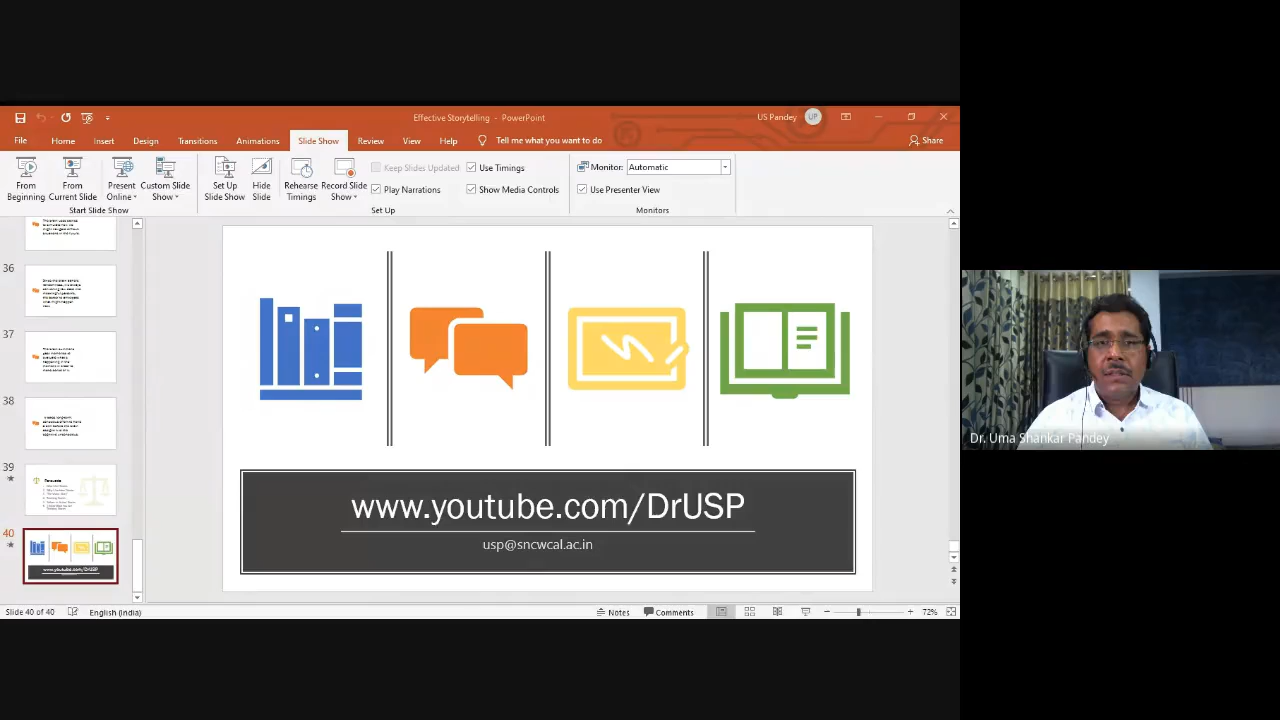 Effective Storytelling - PowerPoint
US Pandey
UP
File
Home
Insert
Design
Transitions
Animations
Slide Show
Review
View
Help
Tell me what you want to do
Share
From Beginning
From Current Slide
Present Online
Custom Slide Show
Start Slide Show
Set Up Slide Show
Hide Slide
Rehearse Timings
Record Slide Show
Keep Slides Updated
Use Timings
Play Narrations
Show Media Controls
Set Up
Monitor: Automatic
Use Presenter View
Monitors
36
37
38
39
40
www.youtube.com/DrUSP
usp@sncwcal.ac.in
Dr. Uma Shankar Pandey
Slide 40 of 40
English (India)
Notes
Comments
72%